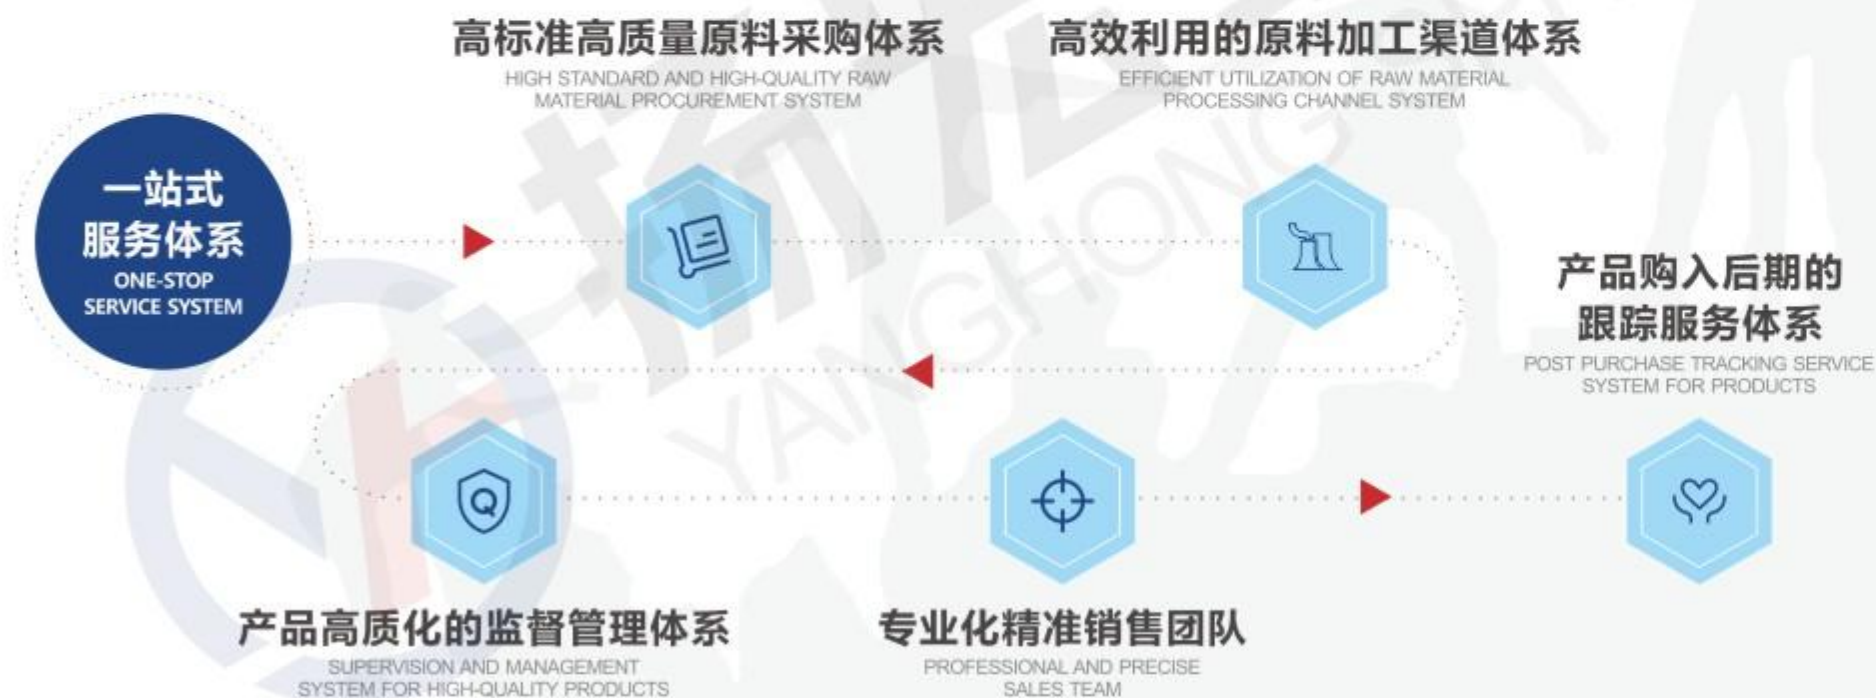 一站式
服务体系
ONE-STOP
SERVICE SYSTEM
高标准高质量原料采购体系
HIGH STANDARD AND HIGH-QUALITY RAW
MATERIAL PROCUREMENT SYSTEM
高效利用的原料加工渠道体系
EFFICIENT UTILIZATION OF RAW MATERIAL
PROCESSING CHANNEL SYSTEM
产品高质化的监督管理体系
SUPERVISION AND MANAGEMENT
SYSTEM FOR HIGH-QUALITY PRODUCTS
专业化精准销售团队
PROFESSIONAL AND PRECISE
SALES TEAM
产品购入后期的
跟踪服务体系
POST PURCHASE TRACKING SERVICE
SYSTEM FOR PRODUCTS
Q
YANGHONG